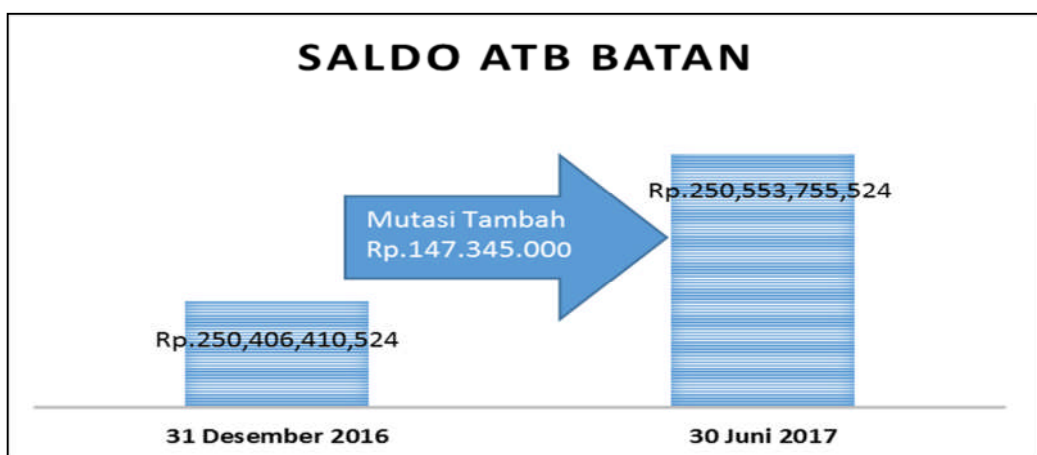 SALDO ATB BATAN
Rp.250,553,755,524
Mutasi Tambah
Rp.147.345.000
Rp.250,406,410,524
31 Desember 2016
30 Juni 2017